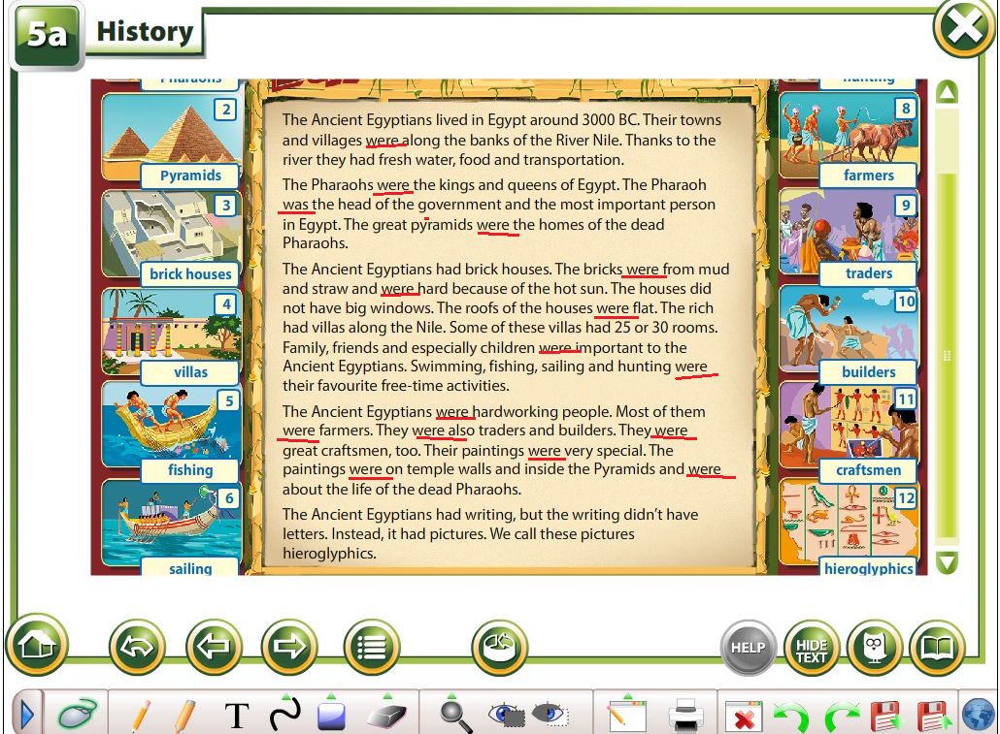 5a History
Pharaohs
2
Pyramids
3
brick houses
4
villas
5
fishing
6
sailing
The Ancient Egyptians lived in Egypt around 3000 BC. Their towns
and villages were along the banks of the River Nile. Thanks to the
river they had fresh water, food and transportation.
The Pharaohs were the kings and queens of Egypt. The Pharaoh
was the head of the government and the most important person
in Egypt. The great pyramids were the homes of the dead
Pharaohs.
The Ancient Egyptians had brick houses. The bricks were from mud
and straw and were hard because of the hot sun. The houses did
not have big windows. The roofs of the houses were flat. The rich
had villas along the Nile. Some of these villas had 25 or 30 rooms.
Family, friends and especially children were important to the
Ancient Egyptians. Swimming, fishing, sailing and hunting were
their favourite free-time activities.
The Ancient Egyptians were hardworking people. Most of them
were farmers. They were also traders and builders. They were
great craftsmen, too. Their paintings were very special. The
paintings were on temple walls and inside the Pyramids and were
about the life of the dead Pharaohs.
The Ancient Egyptians had writing, but the writing didn't have
letters. Instead, it had pictures. We call these pictures
hieroglyphics.
hunting
8
farmers
9
traders
10
builders
11
craftsmen
12
hieroglyphics
HELP
HIDE
TEXT
T